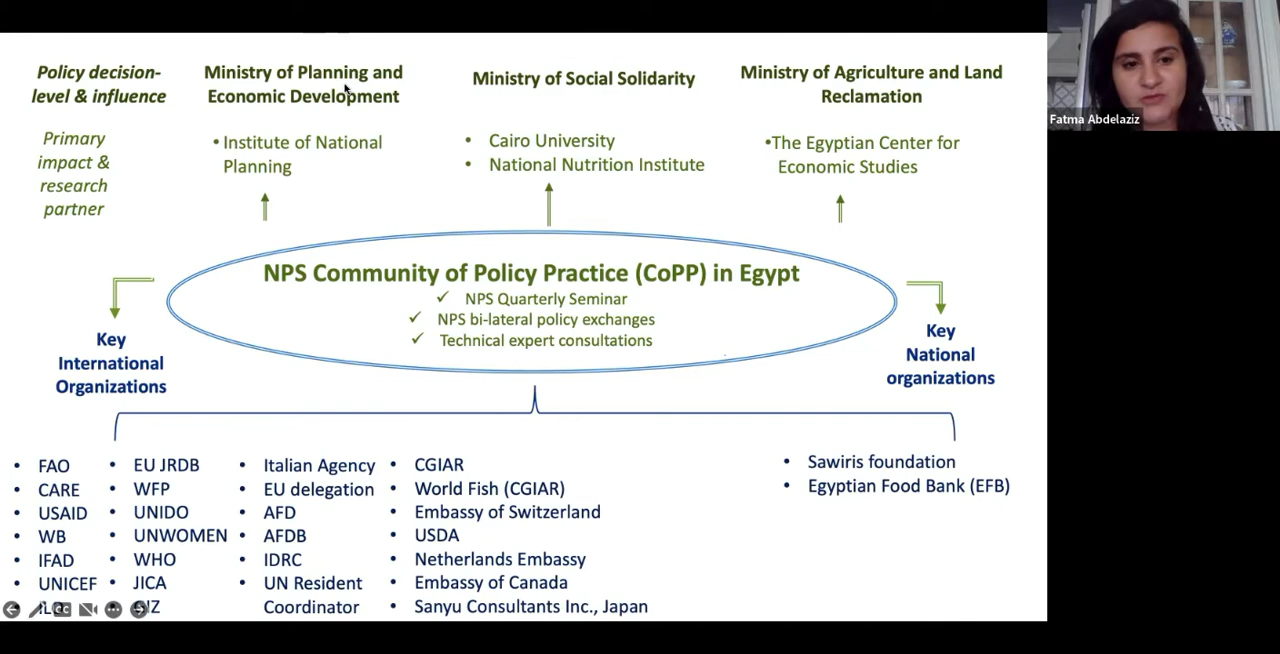 Policy decision-
level & influence
Primary
impact &
research
partner
Ministry of Planning and
Economic Development
• Institute of National
Planning
Ministry of Social Solidarity
• Cairo University
• National Nutrition Institute
Ministry of Agriculture and Land
Reclamation
•The Egyptian Center for
Economic Studies
Fatma Abdelaziz
NPS Community of Policy Practice (CoPP) in Egypt
✓ NPS Quarterly Seminar
✓ NPS bi-lateral policy exchanges
✓ Technical expert consultations
Key
International
Organizations
Key
National
organizations
• FAO
• CARE
• USAID
• WB
• IFAD
• UNICEF
• EU JRDB
• WFP
• UNIDO
• UNWOMEN
• WHO
• JICA
• Italian Agency
• EU delegation
• AFD
• AFDB
• IDRC
• UN Resident
Coordinator
• CGIAR
• World Fish (CGIAR)
• Embassy of Switzerland
• USDA
• Netherlands Embassy
• Embassy of Canada
• Sanyu Consultants Inc., Japan
• Sawiris foundation
• Egyptian Food Bank (EFB)